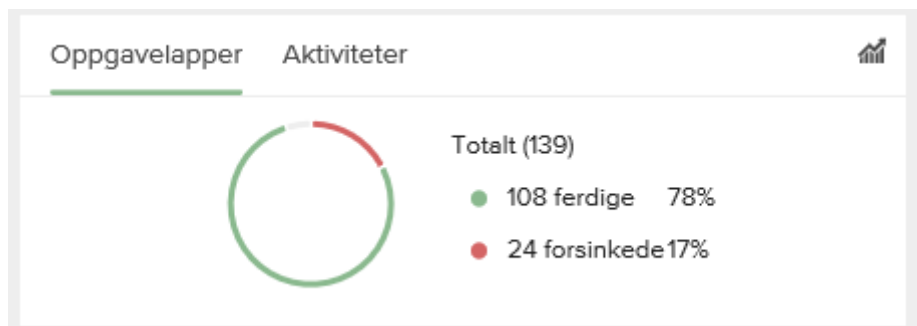 Oppgavelapper Aktiviteter
Totalt (139)
108 ferdige 78%
24 forsinkede 17%